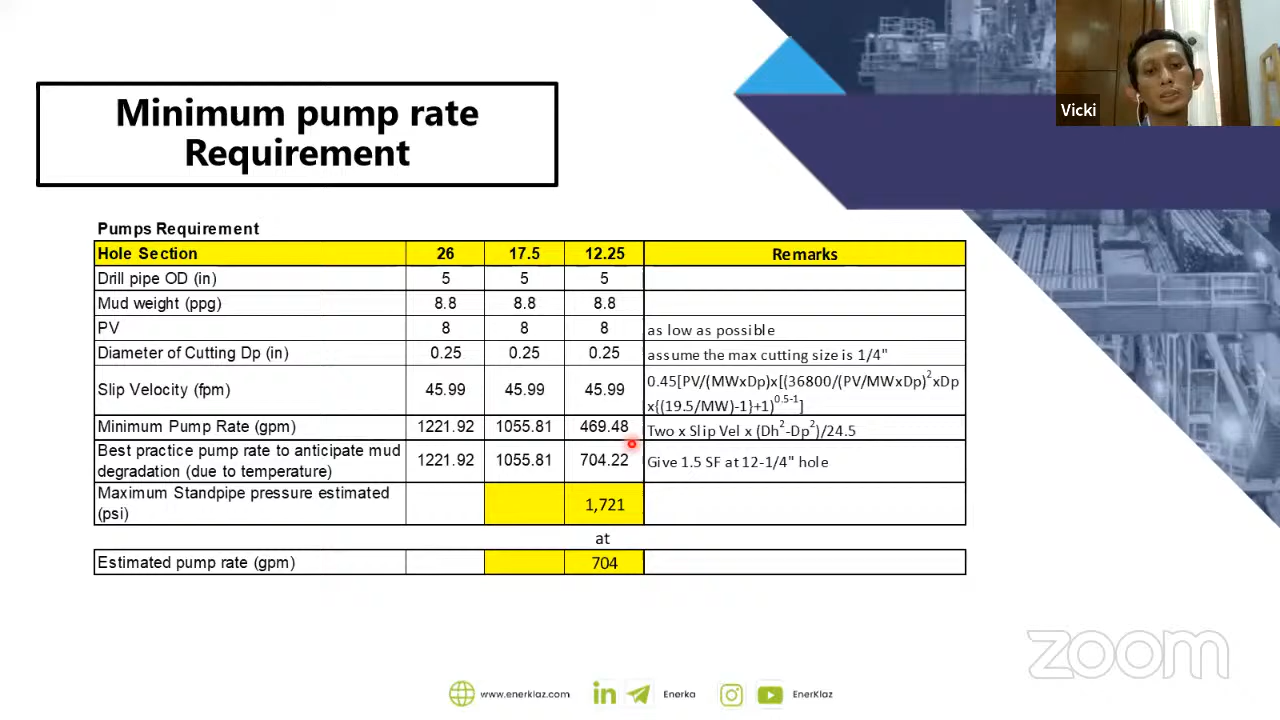 Vicki
Minimum pump rate
Requirement
Pumps Requirement
Hole Section 26 17.5 12.25 Remarks
Drill pipe OD (in) 5 5 5
Mud weight (ppg) 8.8 8.8 8.8
PV 8 8 8 as low as possible
Diameter of Cutting Dp (in) 0.25 0.25 0.25 assume the max cutting size is 1/4"
Slip Velocity (fpm) 45.99 45.99 45.99 0.45[PV/(MWxDp)x[(36800/(PV/MWxDp)²xDp
x{(19.5/MW)-1}+1)^0.5-1]
Minimum Pump Rate (gpm) 1221.92 1055.81 469.48 Two x Slip Vel x (Dh²-Dp²)/24.5
Best practice pump rate to anticipate mud
degradation (due to temperature) 1221.92 1055.81 704.22 Give 1.5 SF at 12-1/4" hole
Maximum Standpipe pressure estimated
(psi) 1,721
at
Estimated pump rate (gpm) 704
zoom
www.enerklaz.com Enerka EnerKlaz